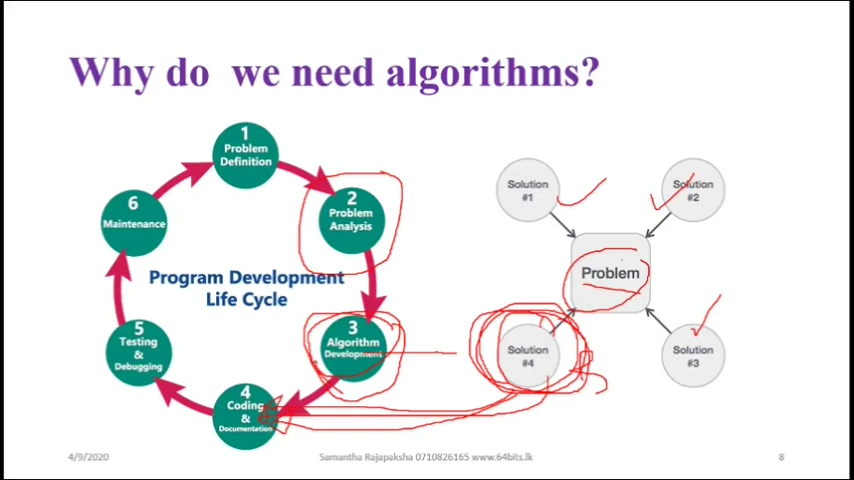 Why do we need algorithms?
1
Problem
Definition
2
Problem
Analysis
3
Algorithm
Development
4
Coding
&
Documentation
5
Testing
&
Debugging
6
Maintenance
Program Development
Life Cycle
Solution
#1
Solution
#2
Problem
Solution
#4
Solution
#3
4/9/2020
Samantha Rajapaksha 0710826165 www.64bits.lk
8